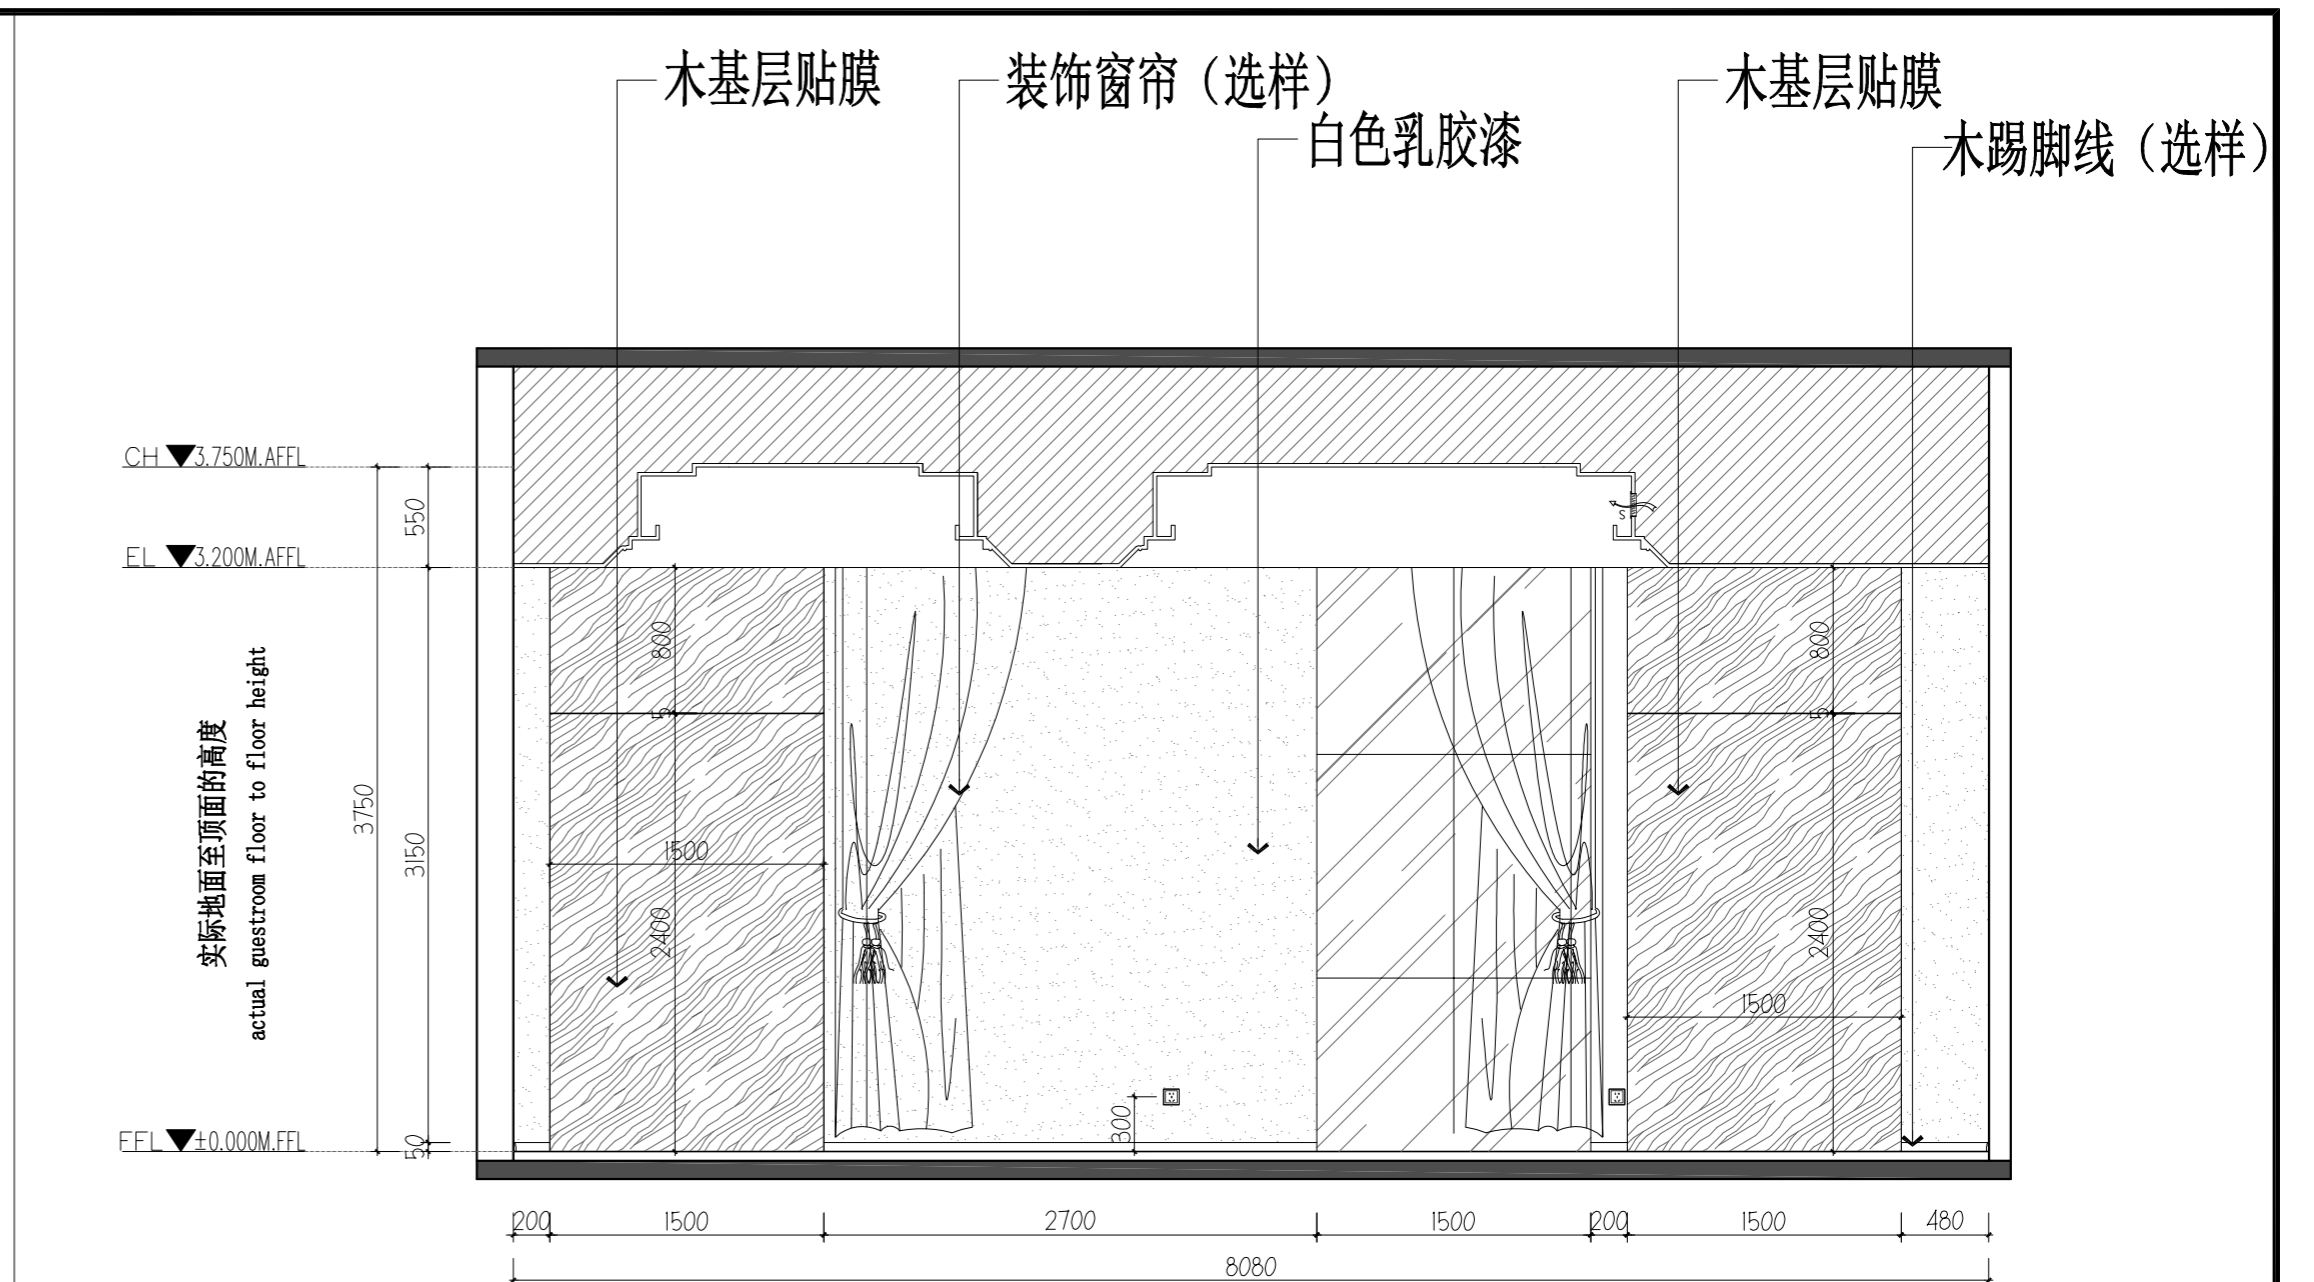 木基层贴膜
装饰窗帘（选样）
木基层贴膜
白色乳胶漆
木踢脚线（选样）
CH 3.750M.AFFL
EL 3.200M.AFFL
FFL ±0.000M.FFL
实际地面至顶面的高度
actual guestroom floor to floor height
3750
550
3150
50
S
800
5
1500
2400
300
800
5
2400
1500
200 1500 2700 1500 200 1500 480
8080